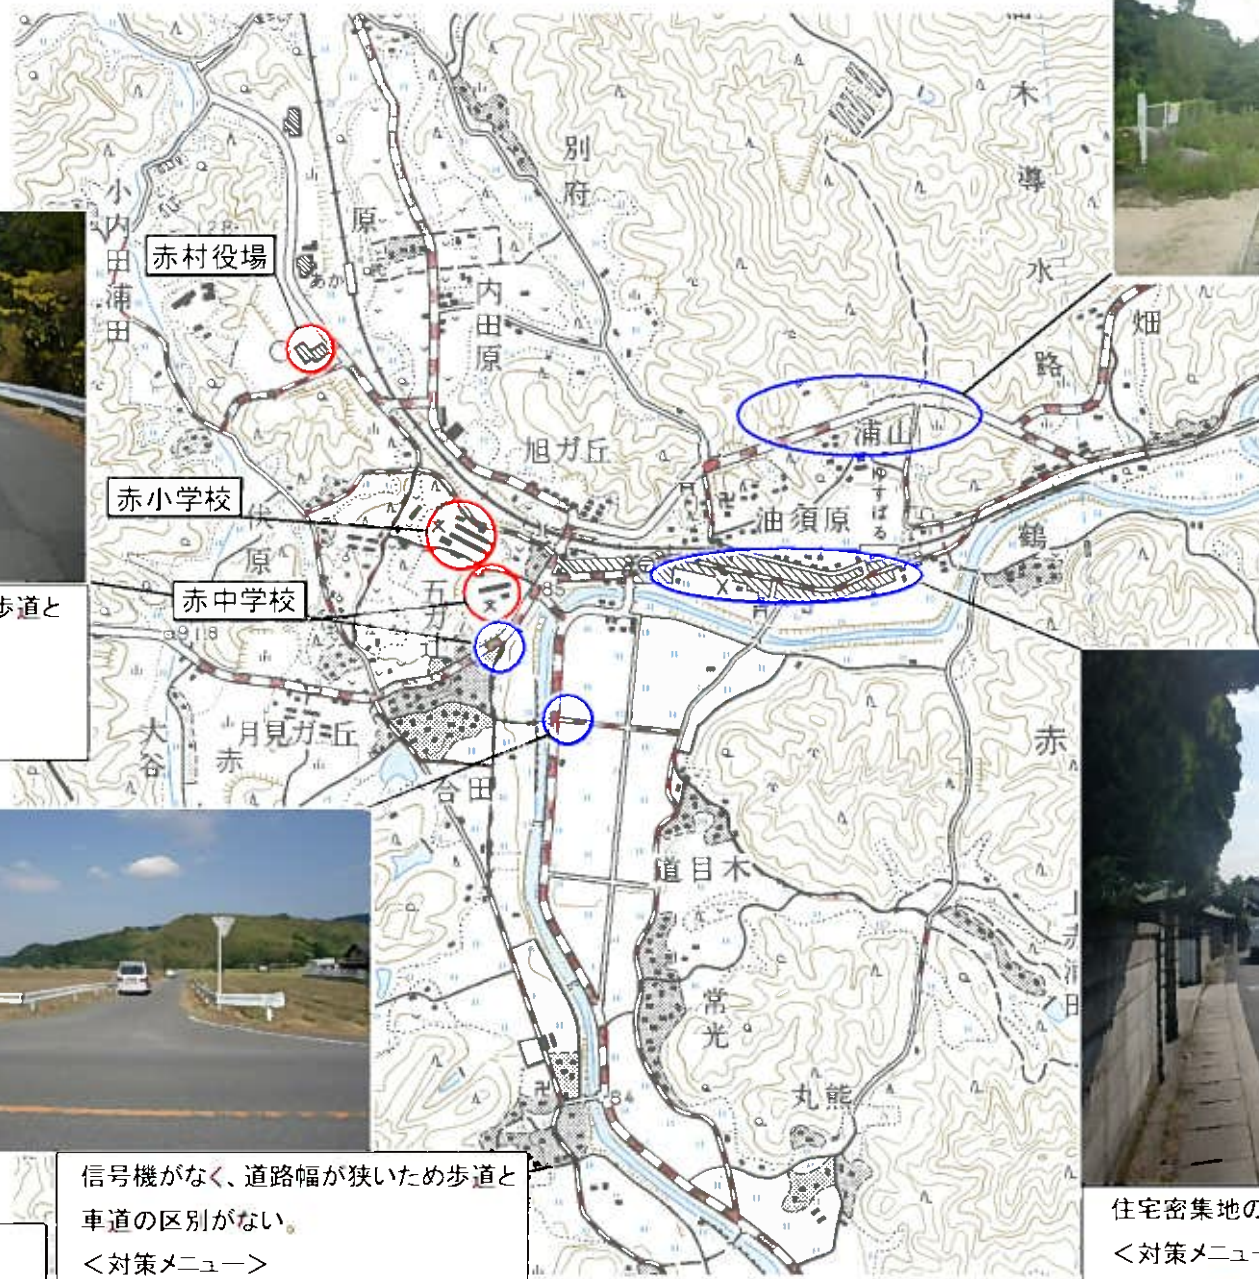 木
導
水
路
別
府
小
内
田
浦
田
原
赤村役場
あか
内
田
原
畑
浦山
ゆすばる
旭ガ丘
油須原
赤小学校
伏
原
鶴
赤中学校
85
歩道と
月見ガ丘
大
谷
赤
赤
合田
道目木
常
光
丸熊
84
信号機がなく、道路幅が狭いため歩道と
車道の区別がない。
<対策メニュー>
住宅密集地の
<対策メニュー